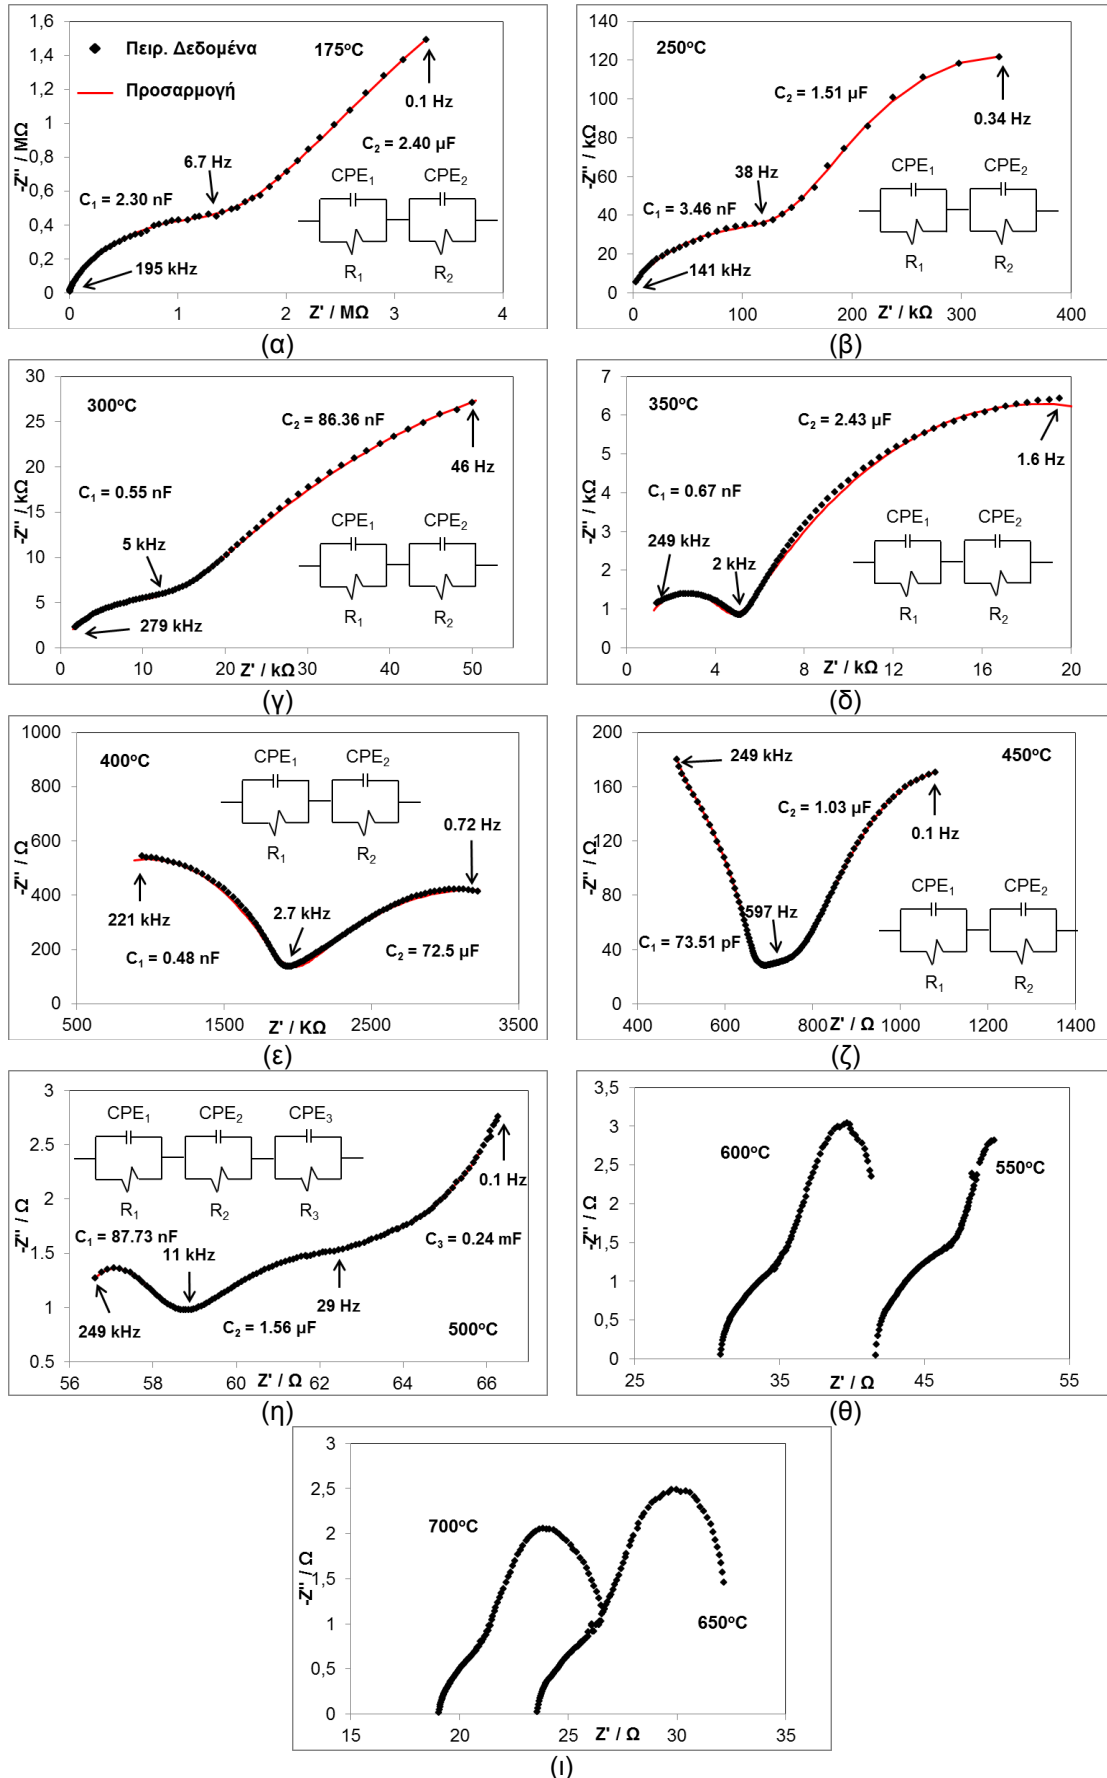 1,6
1,4
1,2
1
0,8
0,6
0,4
0,2
0
-Z'' / MΩ
Πειρ. Δεδομένα
Προσαρμογή
175°C
0.1 Hz
C2 = 2.40 μF
6.7 Hz
C1 = 2.30 nF
195 kHz
CPE1 CPE2
R1 R2
0 1 2 3 4
Z' / MΩ
(α)
140
120
100
80
60
40
20
0
-Z'' / kΩ
250°C
C2 = 1.51 μF
0.34 Hz
38 Hz
C1 = 3.46 nF
141 kHz
CPE1 CPE2
R1 R2
0 100 200 300 400
Z' / kΩ
(β)
30
25
20
15
10
5
0
-Z'' / kΩ
300°C
C2 = 86.36 nF
46 Hz
C1 = 0.55 nF
5 kHz
279 kHz
CPE1 CPE2
R1 R2
0 10 20 30 40 50
Z' / kΩ
(γ)
7
6
5
4
3
2
1
0
-Z'' / kΩ
350°C
C2 = 2.43 μF
1.6 Hz
C1 = 0.67 nF
249 kHz
2 kHz
CPE1 CPE2
R1 R2
0 4 8 12 16 20
Z' / kΩ
(δ)
1000
800
600
400
200
0
-Z'' / Ω
400°C
CPE1 CPE2
R1 R2
0.72 Hz
221 kHz
2.7 kHz
C1 = 0.48 nF
C2 = 72.5 μF
500 1500 2500 3500
Z' / KΩ
(ε)
200
160
120
80
40
0
-Z'' / Ω
249 kHz
450°C
C2 = 1.03 μF
0.1 Hz
597 Hz
C1 = 73.51 pF
CPE1 CPE2
R1 R2
400 600 800 1000 1200 1400
Z' / Ω
(ζ)
3
2.5
2
1.5
1
0.5
-Z'' / Ω
CPE1 CPE2 CPE3
R1 R2 R3
0.1 Hz
C1 = 87.73 nF
11 kHz
C3 = 0.24 mF
29 Hz
249 kHz
C2 = 1.56 μF
500°C
56 58 60 62 64 66
Z' / Ω
(η)
3,5
3
2,5
2
1,5
1
0,5
0
-Z'' / Ω
600°C
550°C
25 35 45 55
Z' / Ω
(θ)
3
2,5
2
1,5
1
0,5
0
-Z'' / Ω
700°C
650°C
15 20 25 30 35
Z' / Ω
(ι)